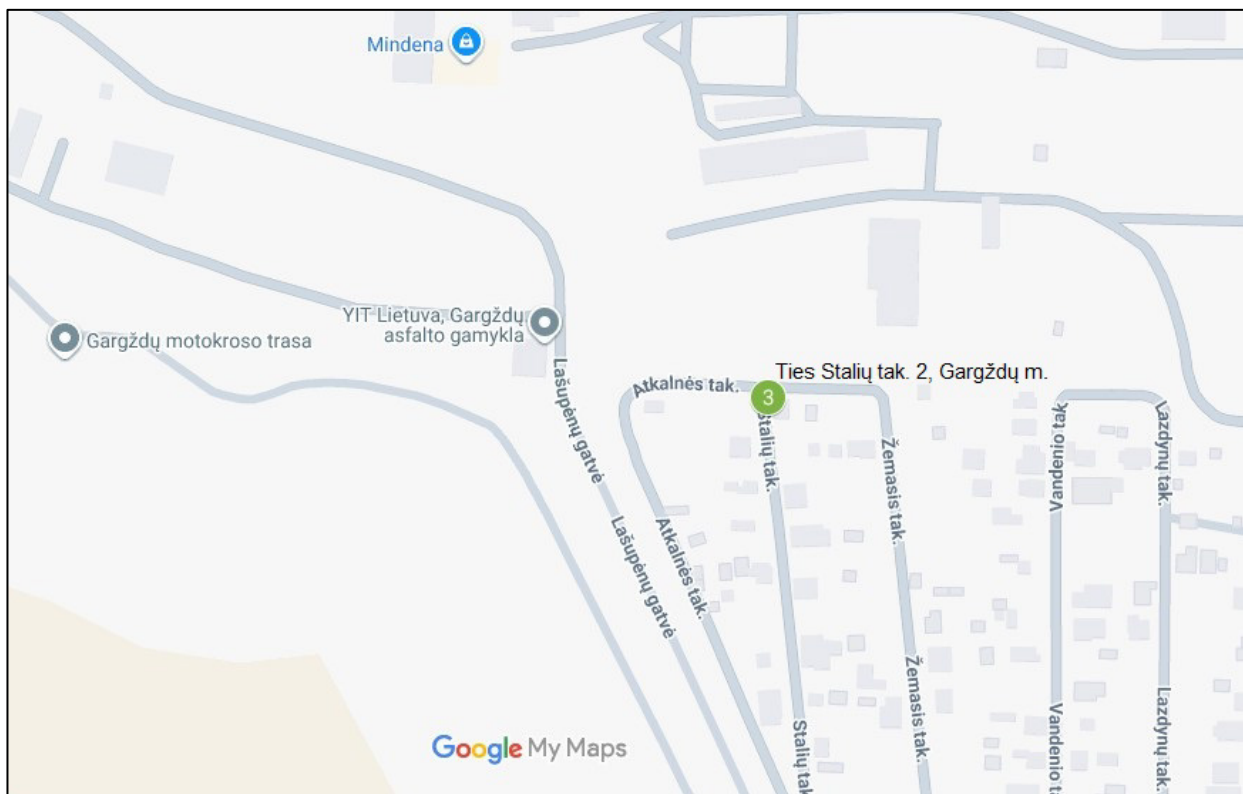 Mindena
YIT Lietuva, Gargždų
asfalto gamykla
Gargždų motokroso trasa
Ties Stalių tak. 2, Gargždų m.
Atkalnės tak.
3
Stalių tak.
Lašupėnų gatvė
Žemasis tak.
Vandenio tak
Lazdynų tak.
Lašupėnų gatvė
Atkalnės tak.
Žemasis tak.
Stalių tak
Vandenio ta
Lazdynų tak.
Google My Maps